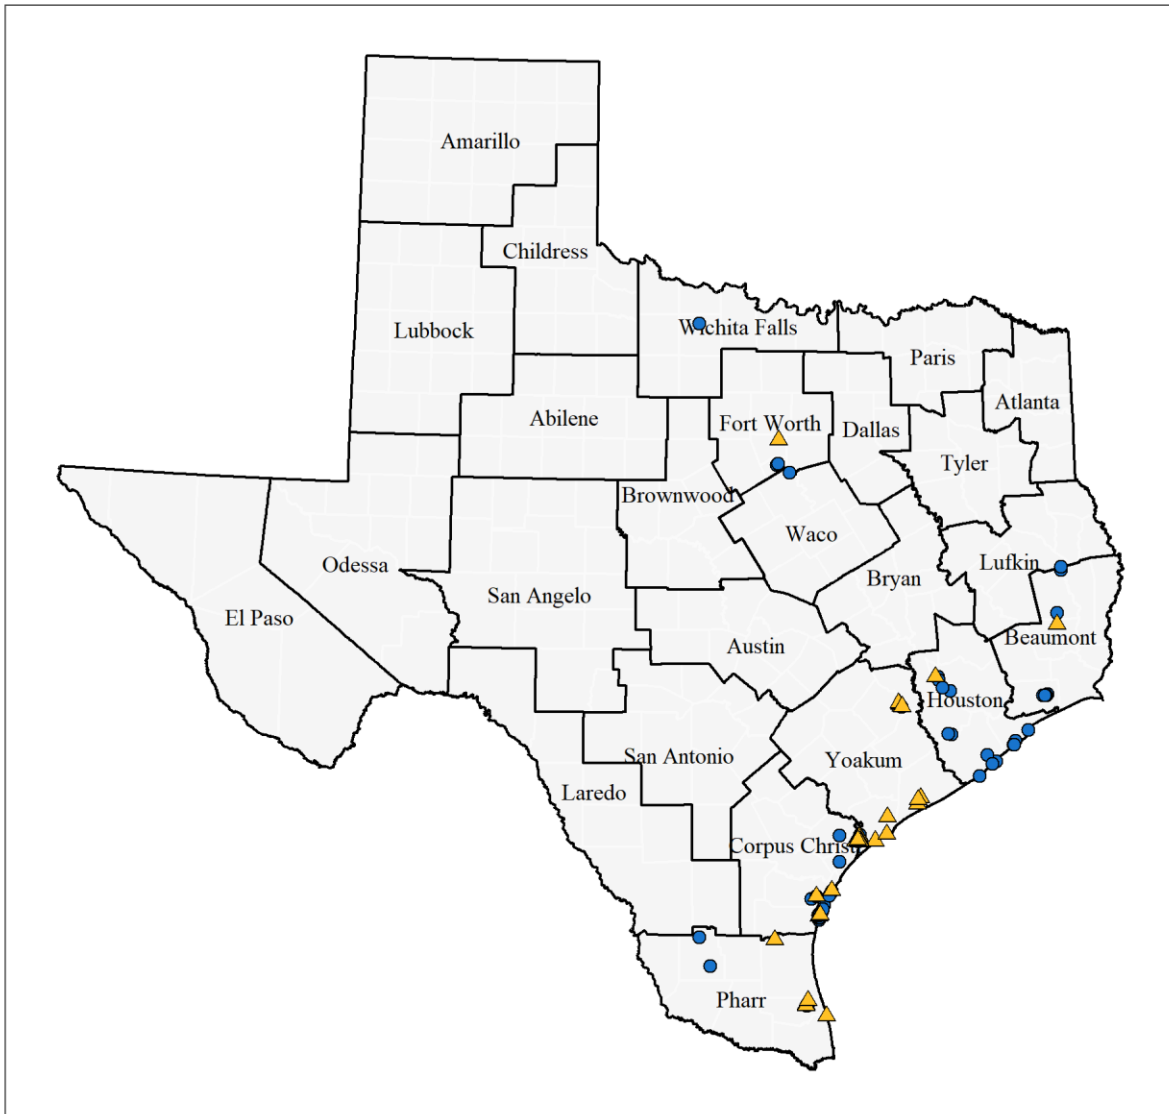 Amarillo
Childress
Wichita Falls
Lubbock
Paris
Atlanta
Abilene
Fort Worth
Dallas
Tyler
Brownwood
Waco
Odessa
Lufkin
Bryan
San Angelo
El Paso
Beaumont
Austin
Houston
San Antonio
Yoakum
Laredo
Corpus Christ
Pharr